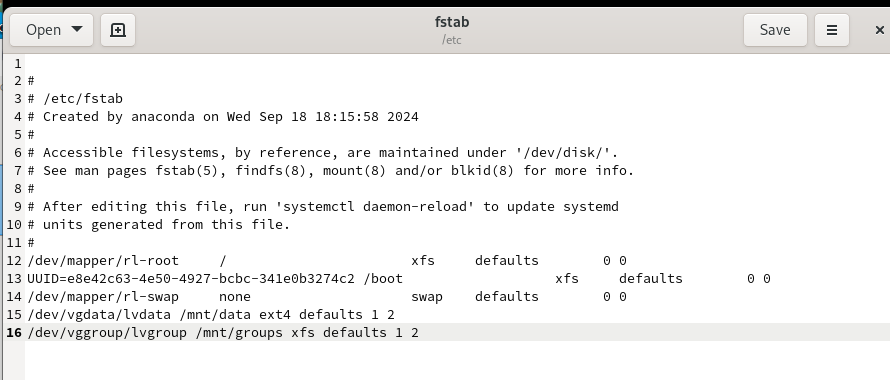 Open
fstab
/etc
Save
1
2 #
3 # /etc/fstab
4 # Created by anaconda on Wed Sep 18 18:15:58 2024
5 #
6 # Accessible filesystems, by reference, are maintained under '/dev/disk/'.
7 # See man pages fstab(5), findfs(8), mount(8) and/or blkid(8) for more info.
8 #
9 # After editing this file, run 'systemctl daemon-reload' to update systemd
10 # units generated from this file.
11 #
12 /dev/mapper/rl-root     /                       xfs     defaults        0 0
13 UUID=e8e42c63-4e50-4927-bcbc-341e0b3274c2 /boot                   xfs     defaults        0 0
14 /dev/mapper/rl-swap     none                    swap    defaults        0 0
15 /dev/vgdata/lvdata /mnt/data ext4 defaults 1 2
16 /dev/vggroup/lvgroup /mnt/groups xfs defaults 1 2